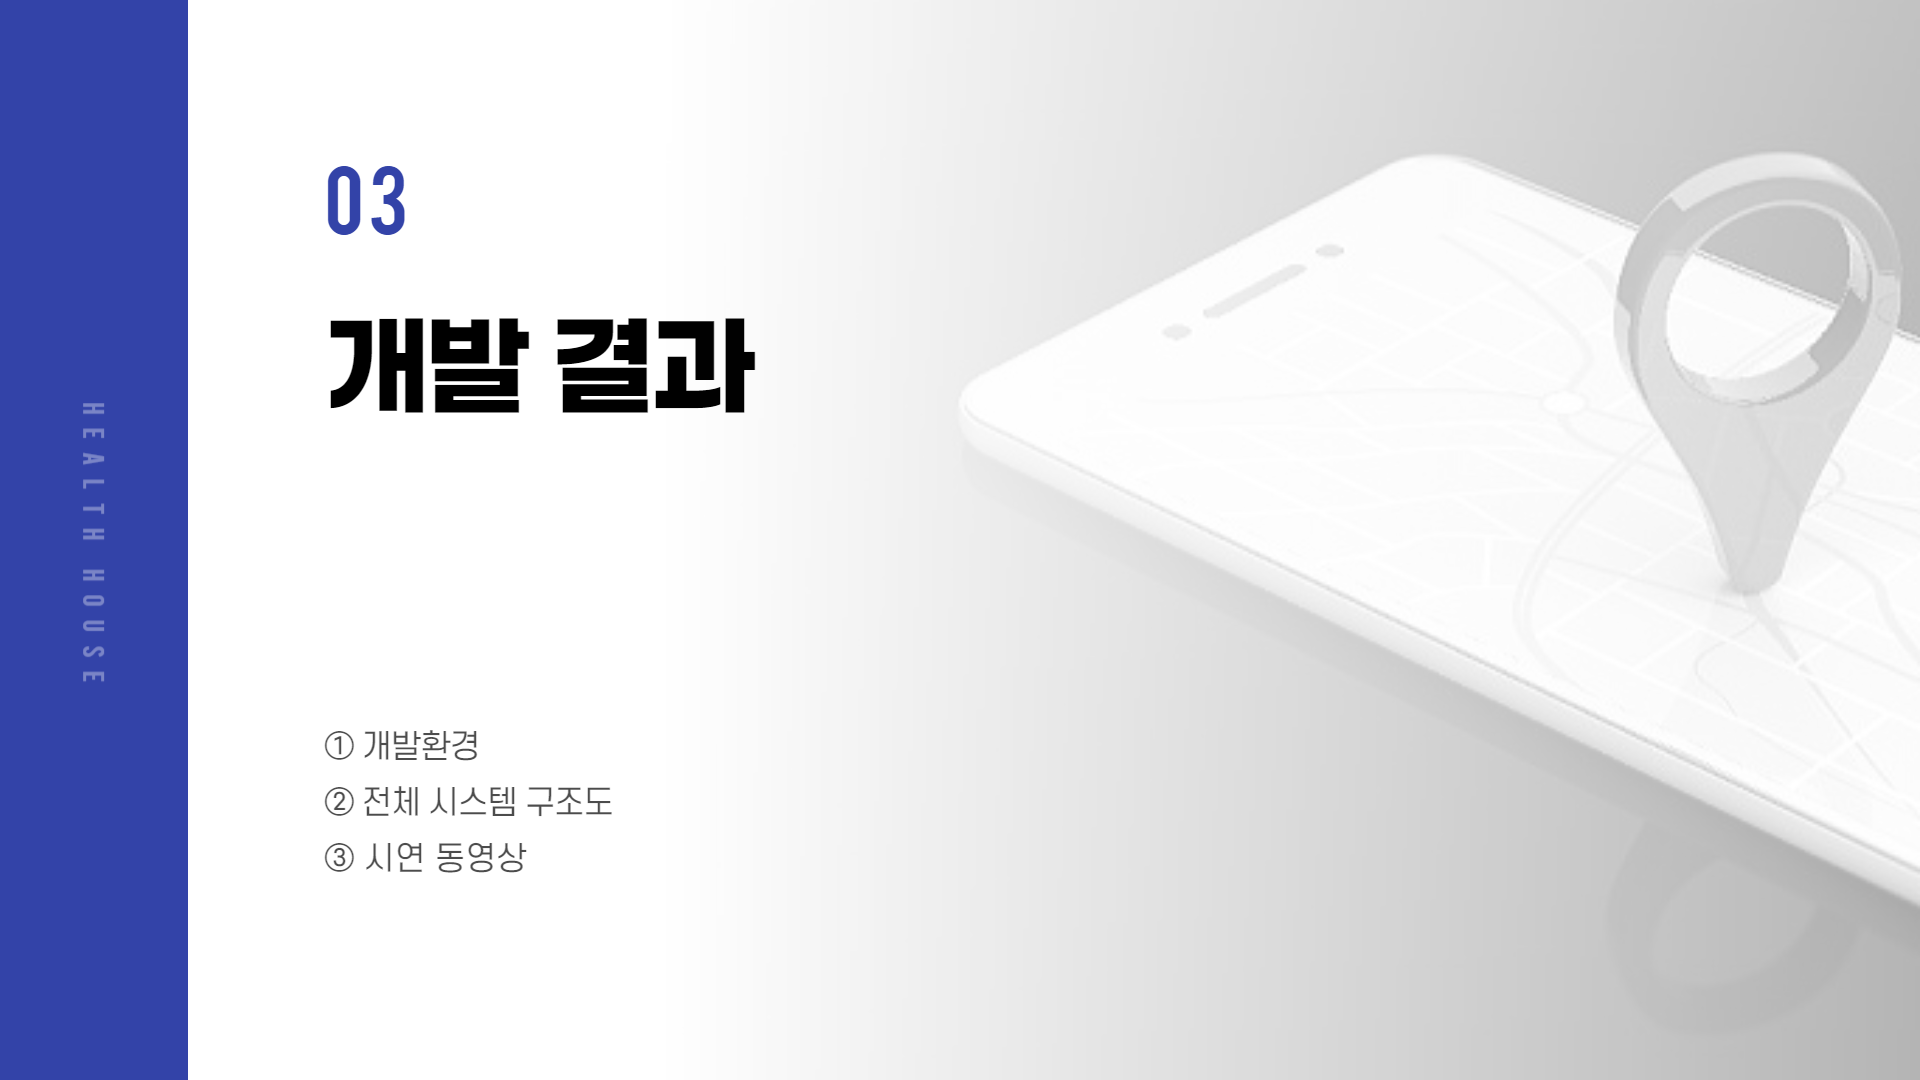 HEALTH HOUSE
03
개발 결과
① 개발환경
② 전체 시스템 구조도
③ 시연 동영상